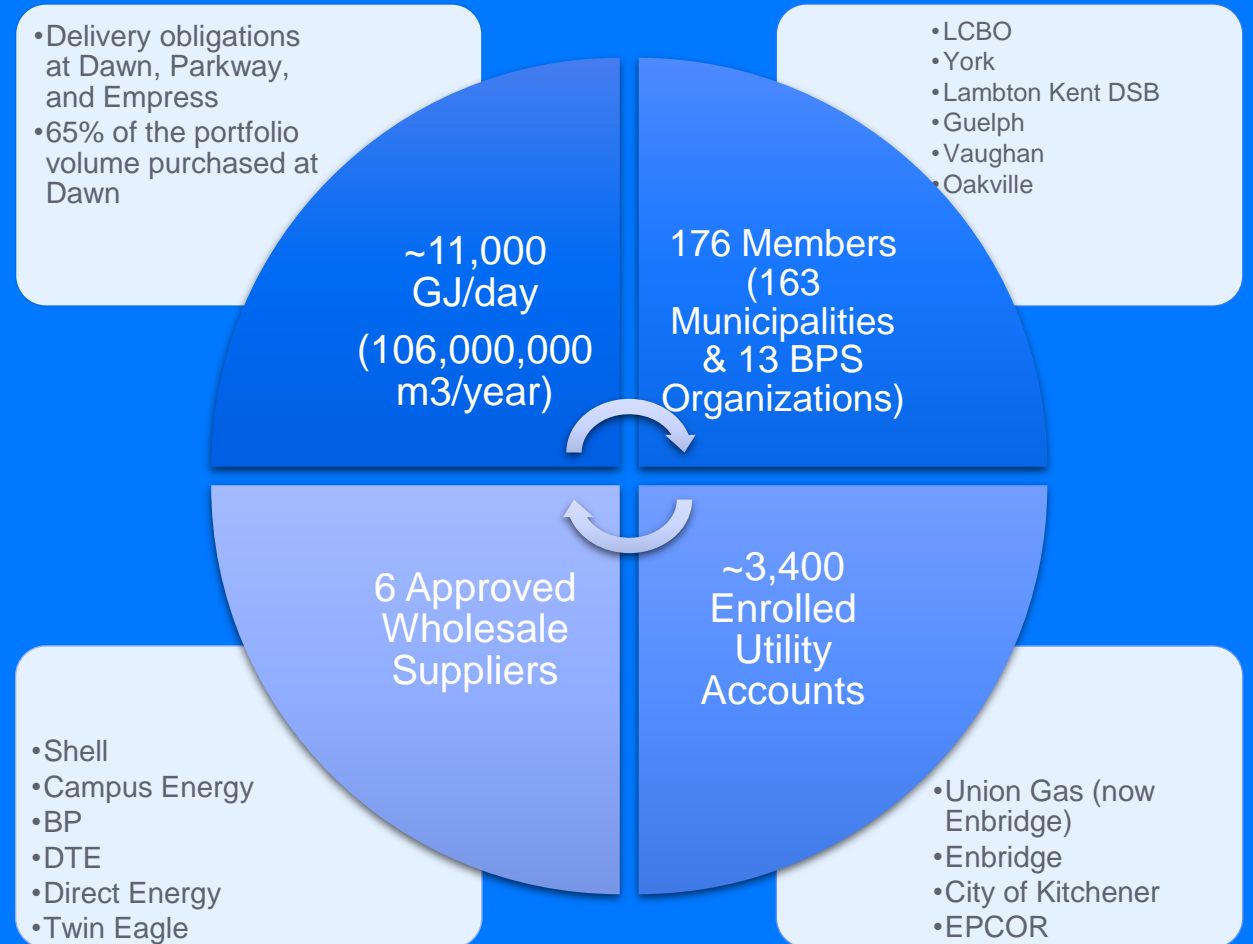 •Delivery obligations
at Dawn, Parkway,
and Empress
•65% of the portfolio
volume purchased at
Dawn
~11,000
GJ/day
(106,000,000
m3/year)
•LCBO
•York
•Lambton Kent DSB
•Guelph
•Vaughan
•Oakville
176 Members
(163
Municipalities
& 13 BPS
Organizations)
6 Approved
Wholesale
Suppliers
•Shell
•Campus Energy
•BP
•DTE
•Direct Energy
•Twin Eagle
~3,400
Enrolled
Utility
Accounts
•Union Gas (now
Enbridge)
•Enbridge
•City of Kitchener
•EPCOR